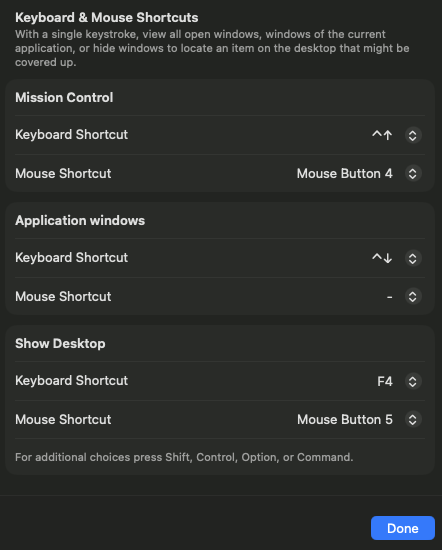 Keyboard & Mouse Shortcuts
With a single keystroke, view all open windows, windows of the current
application, or hide windows to locate an item on the desktop that might be
covered up.
Mission Control
Keyboard Shortcut ^↑
Mouse Shortcut Mouse Button 4
Application windows
Keyboard Shortcut ^↓
Mouse Shortcut -
Show Desktop
Keyboard Shortcut F4
Mouse Shortcut Mouse Button 5
For additional choices press Shift, Control, Option, or Command.
Done